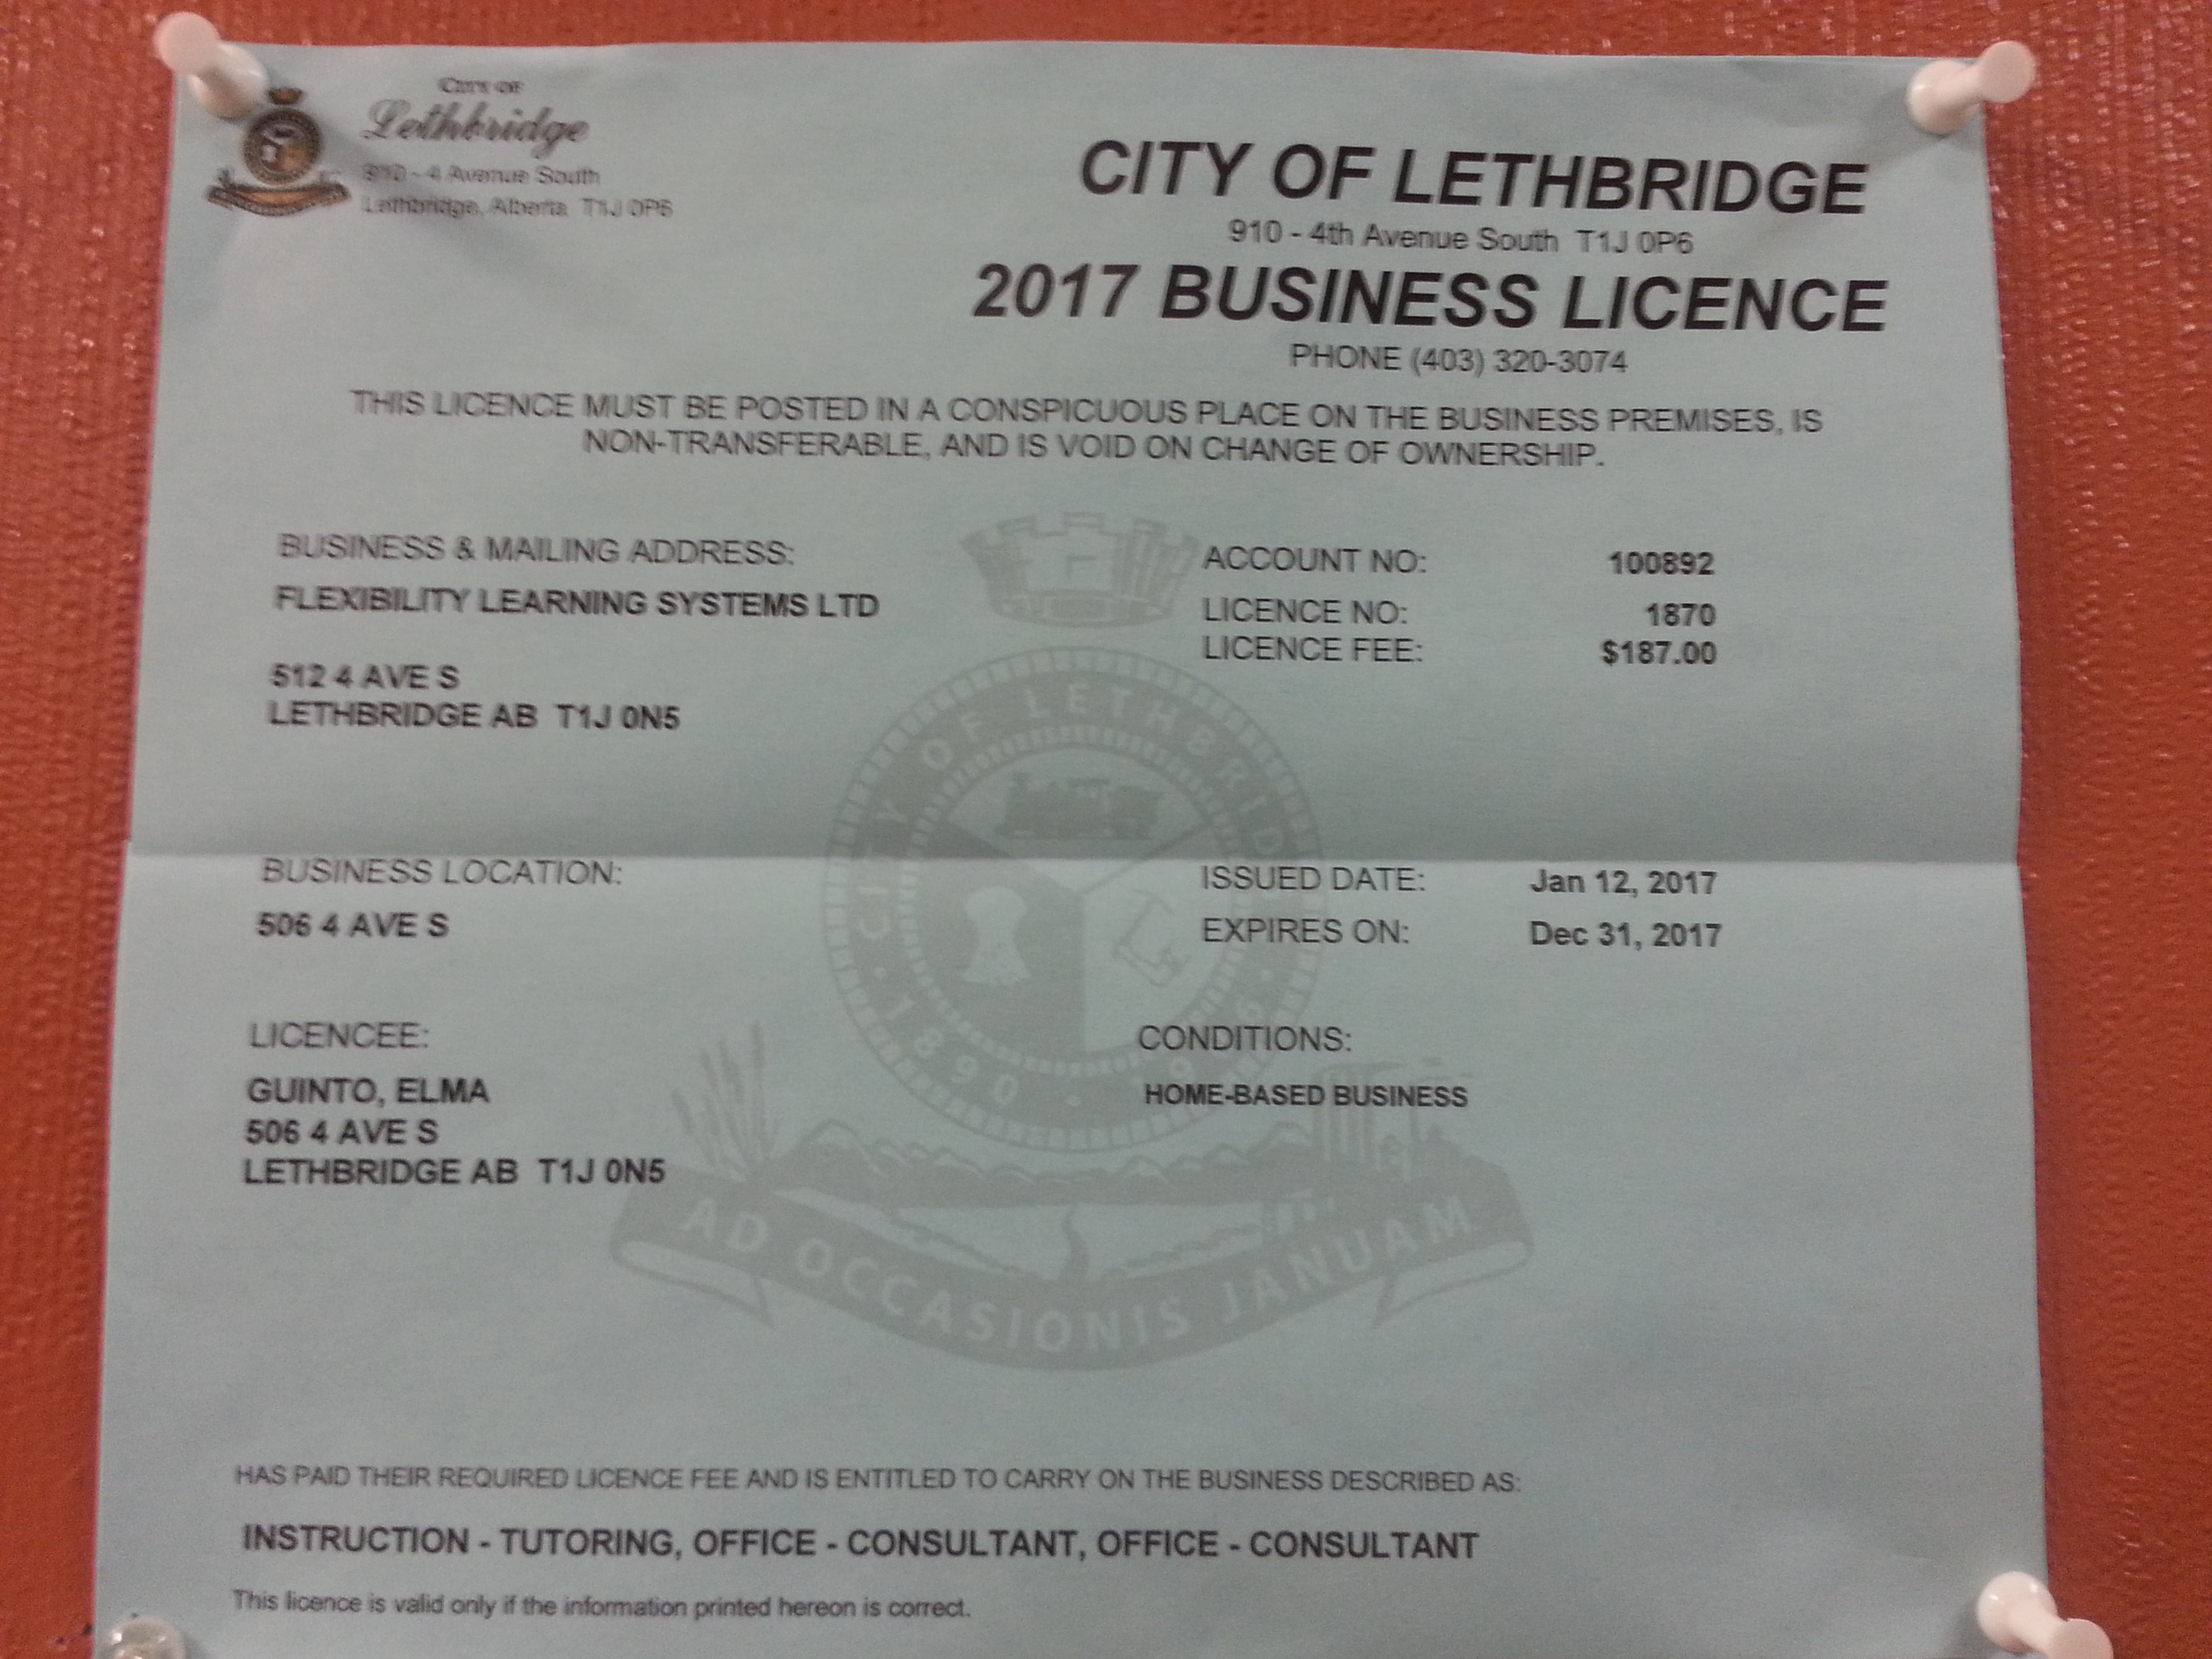 CITY OF
Lethbridge
910 - 4 Avenue South
Lethbridge, Alberta T1J 0P6
CITY OF LETHBRIDGE
910 - 4th Avenue South T1J 0P6
2017 BUSINESS LICENCE
PHONE (403) 320-3074
THIS LICENCE MUST BE POSTED IN A CONSPICUOUS PLACE ON THE BUSINESS PREMISES, IS
NON-TRANSFERABLE, AND IS VOID ON CHANGE OF OWNERSHIP.
BUSINESS & MAILING ADDRESS:
FLEXIBILITY LEARNING SYSTEMS LTD
512 4 AVE S
LETHBRIDGE AB T1J 0N5
ACCOUNT NO: 100892
LICENCE NO: 1870
LICENCE FEE: $187.00
BUSINESS LOCATION:
506 4 AVE S
ISSUED DATE: Jan 12, 2017
EXPIRES ON: Dec 31, 2017
LICENCEE:
GUINTO, ELMA
506 4 AVE S
LETHBRIDGE AB T1J 0N5
CONDITIONS:
HOME-BASED BUSINESS
CITY OF LETHBRIDGE
1890
AD OCCASIONIS JANUAM
HAS PAID THEIR REQUIRED LICENCE FEE AND IS ENTITLED TO CARRY ON THE BUSINESS DESCRIBED AS:
INSTRUCTION - TUTORING, OFFICE - CONSULTANT, OFFICE - CONSULTANT
This licence is valid only if the information printed hereon is correct.